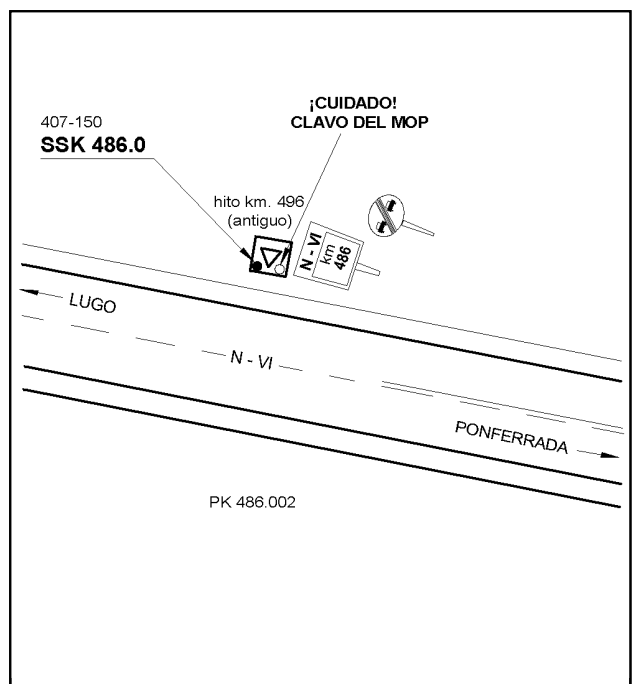 ¡CUIDADO!
CLAVO DEL MOP
407-150
SSK 486.0
hito km. 496
(antiguo)
N - VI
km
486
LUGO
N - VI
PONFERRADA
PK 486.002